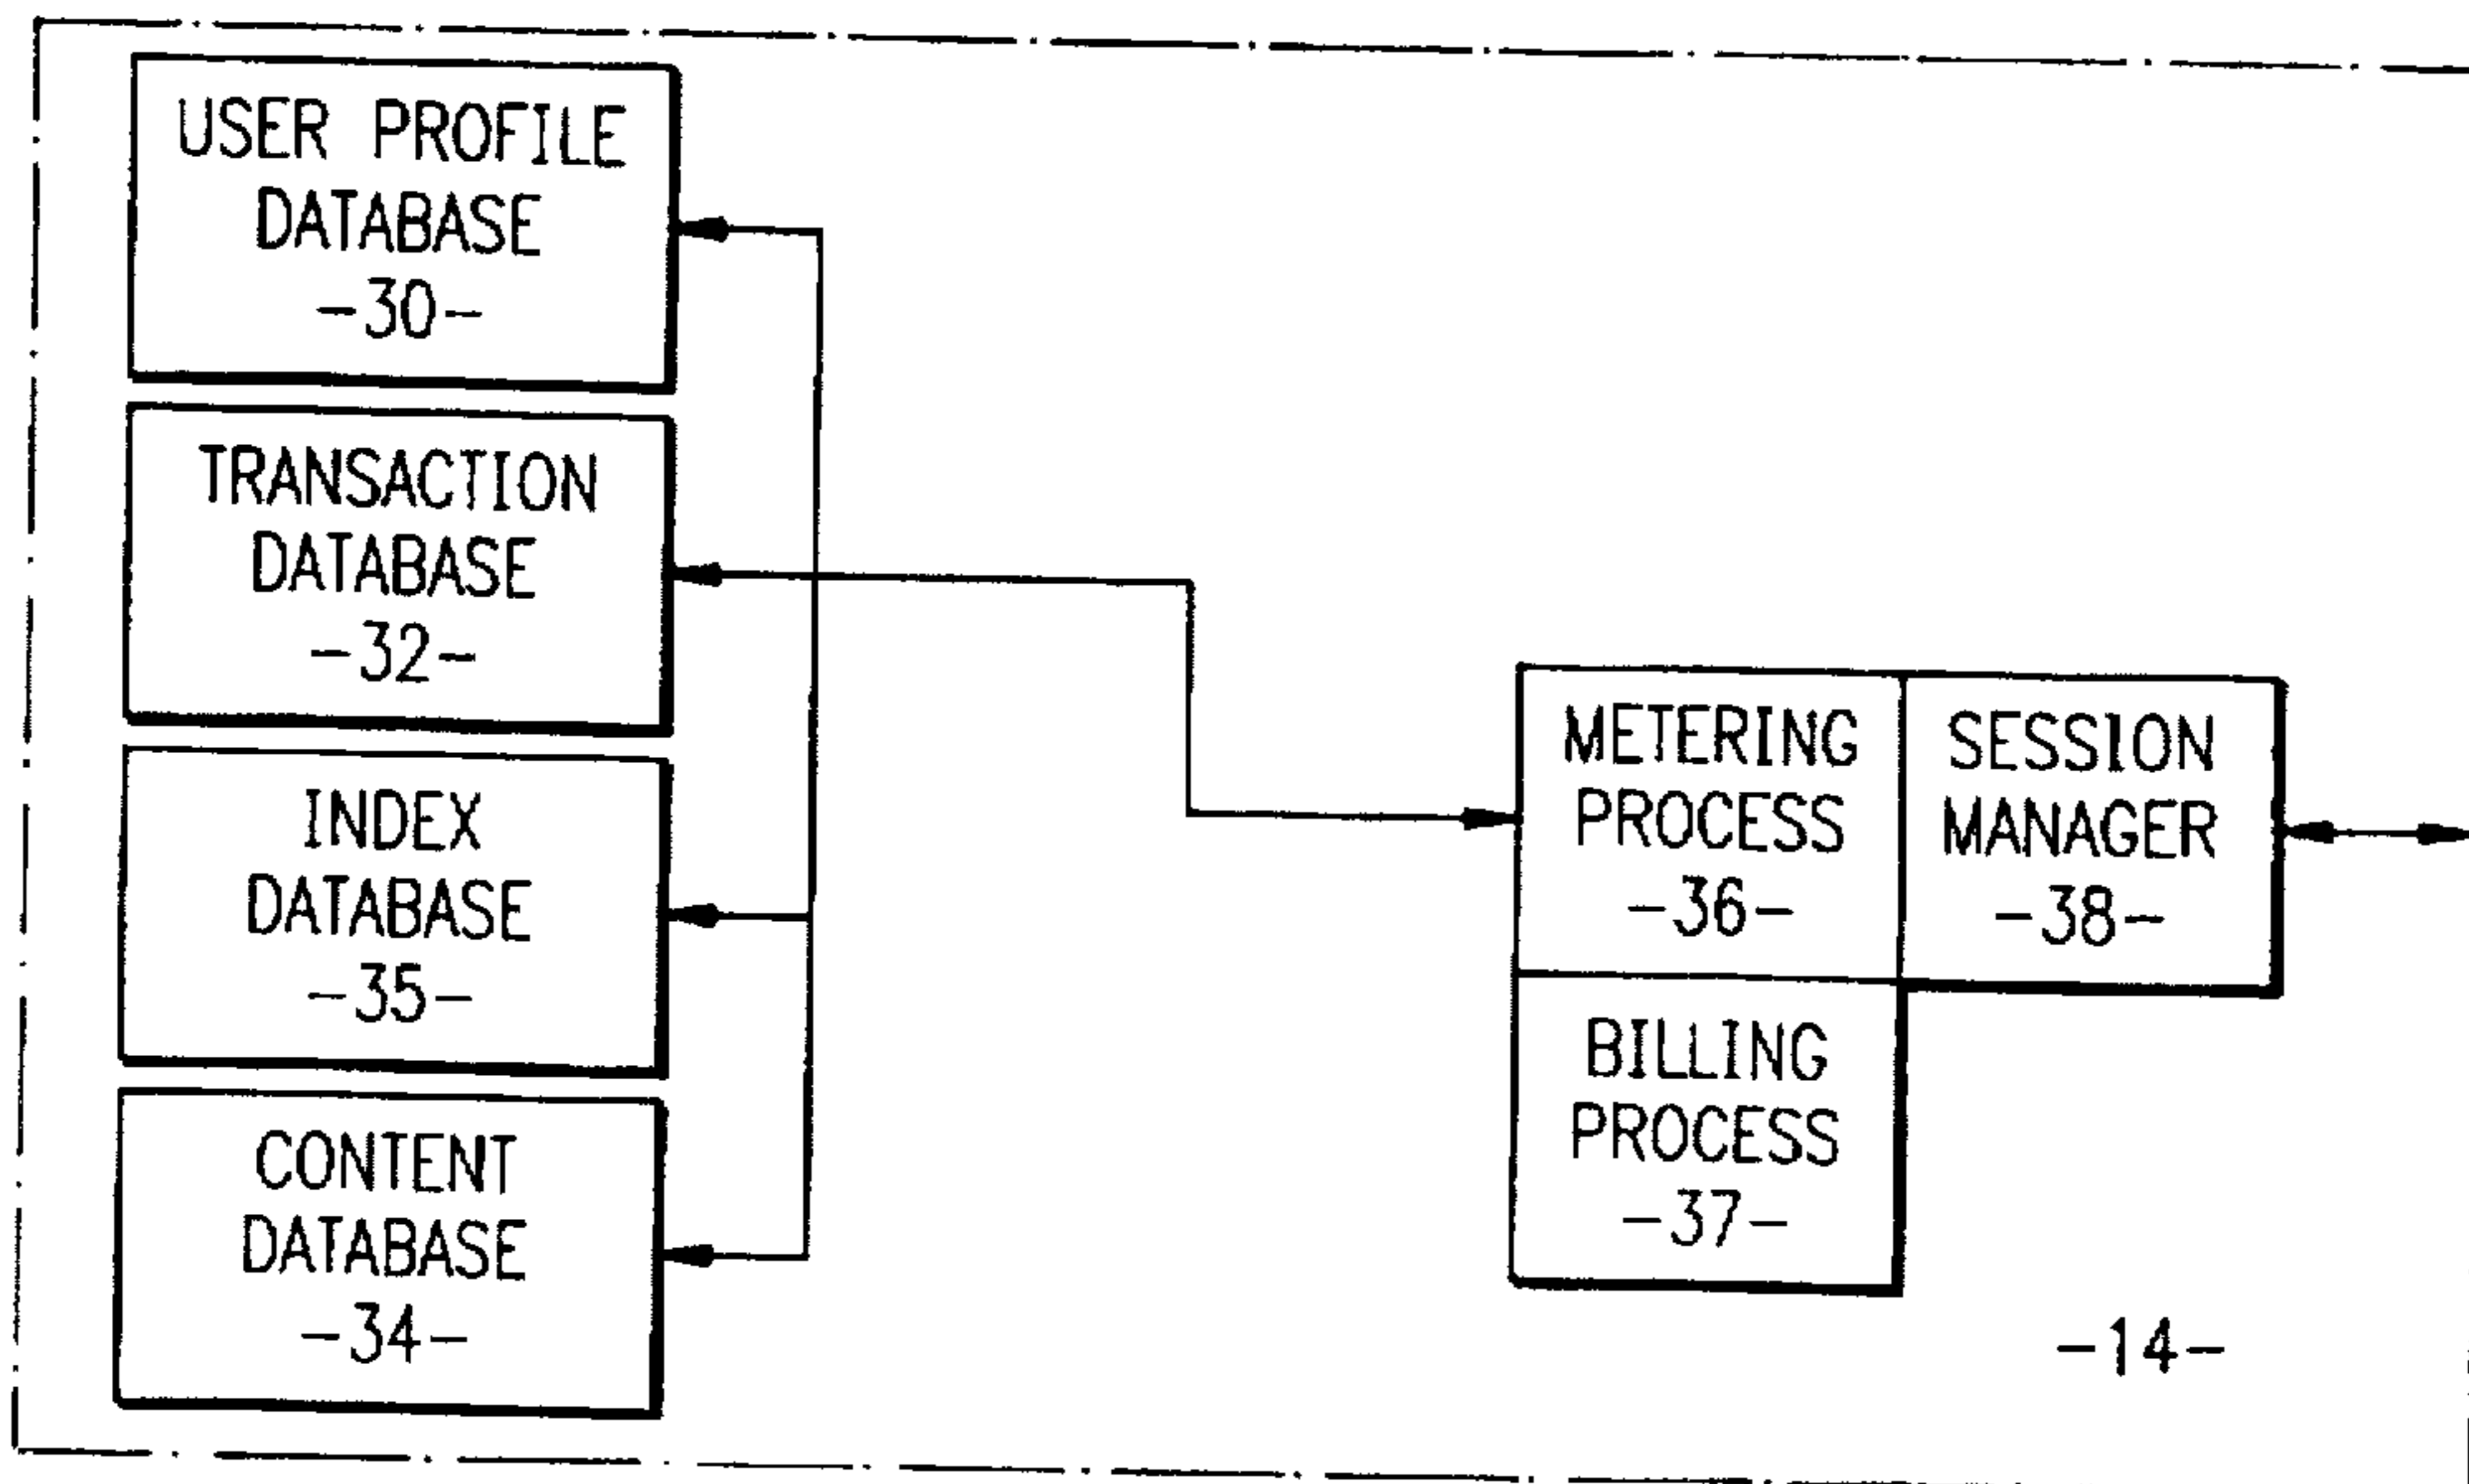 USER PROFILE
DATABASE
-30-
TRANSACTION
DATABASE
-32-
INDEX
DATABASE
-35-
CONTENT
DATABASE
-34-
METERING
PROCESS
-36-
SESSION
MANAGER
-38-
BILLING
PROCESS
-37-
-14-